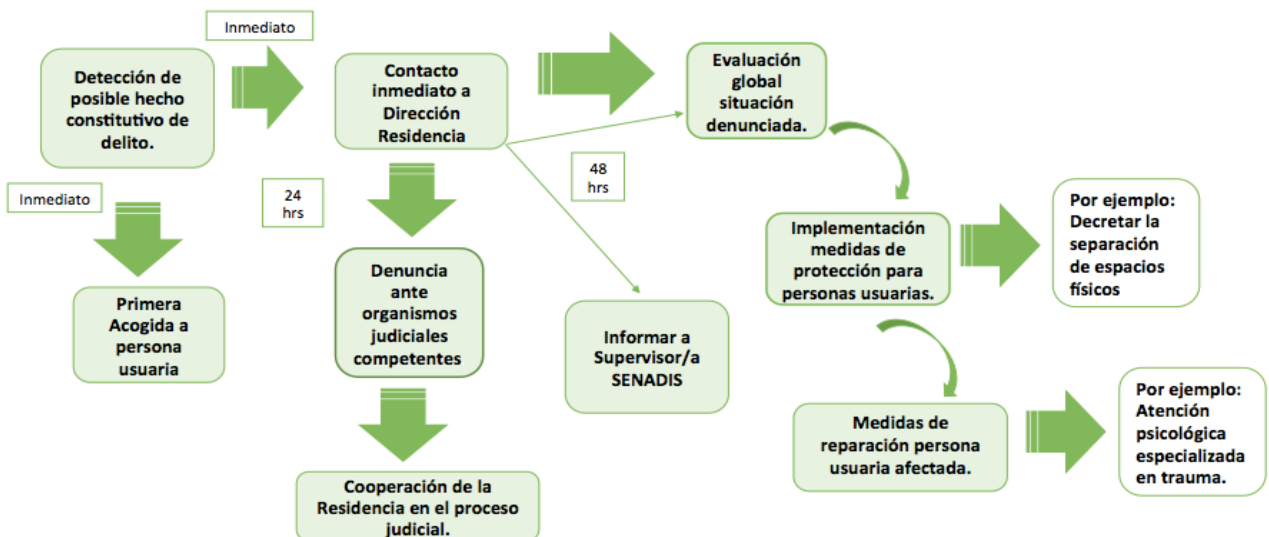 Inmediato
Detección de
posible hecho
constitutivo de
delito.
Contacto
inmediato a
Dirección
Residencia
Evaluación
global
situación
denunciada.
Inmediato
24
hrs
48
hrs
Primera
Acogida a
persona
usuaria
Denuncia
ante
organismos
judiciales
competentes
Informar a
Supervisor/a
SENADIS
Implementación
medidas de
protección para
personas usuarias.
Por ejemplo:
Decretar la
separación
de espacios
físicos
Cooperación de la
Residencia en el proceso
judicial.
Medidas de
reparación persona
usuaria afectada.
Por ejemplo:
Atención
psicológica
especializada
en trauma.